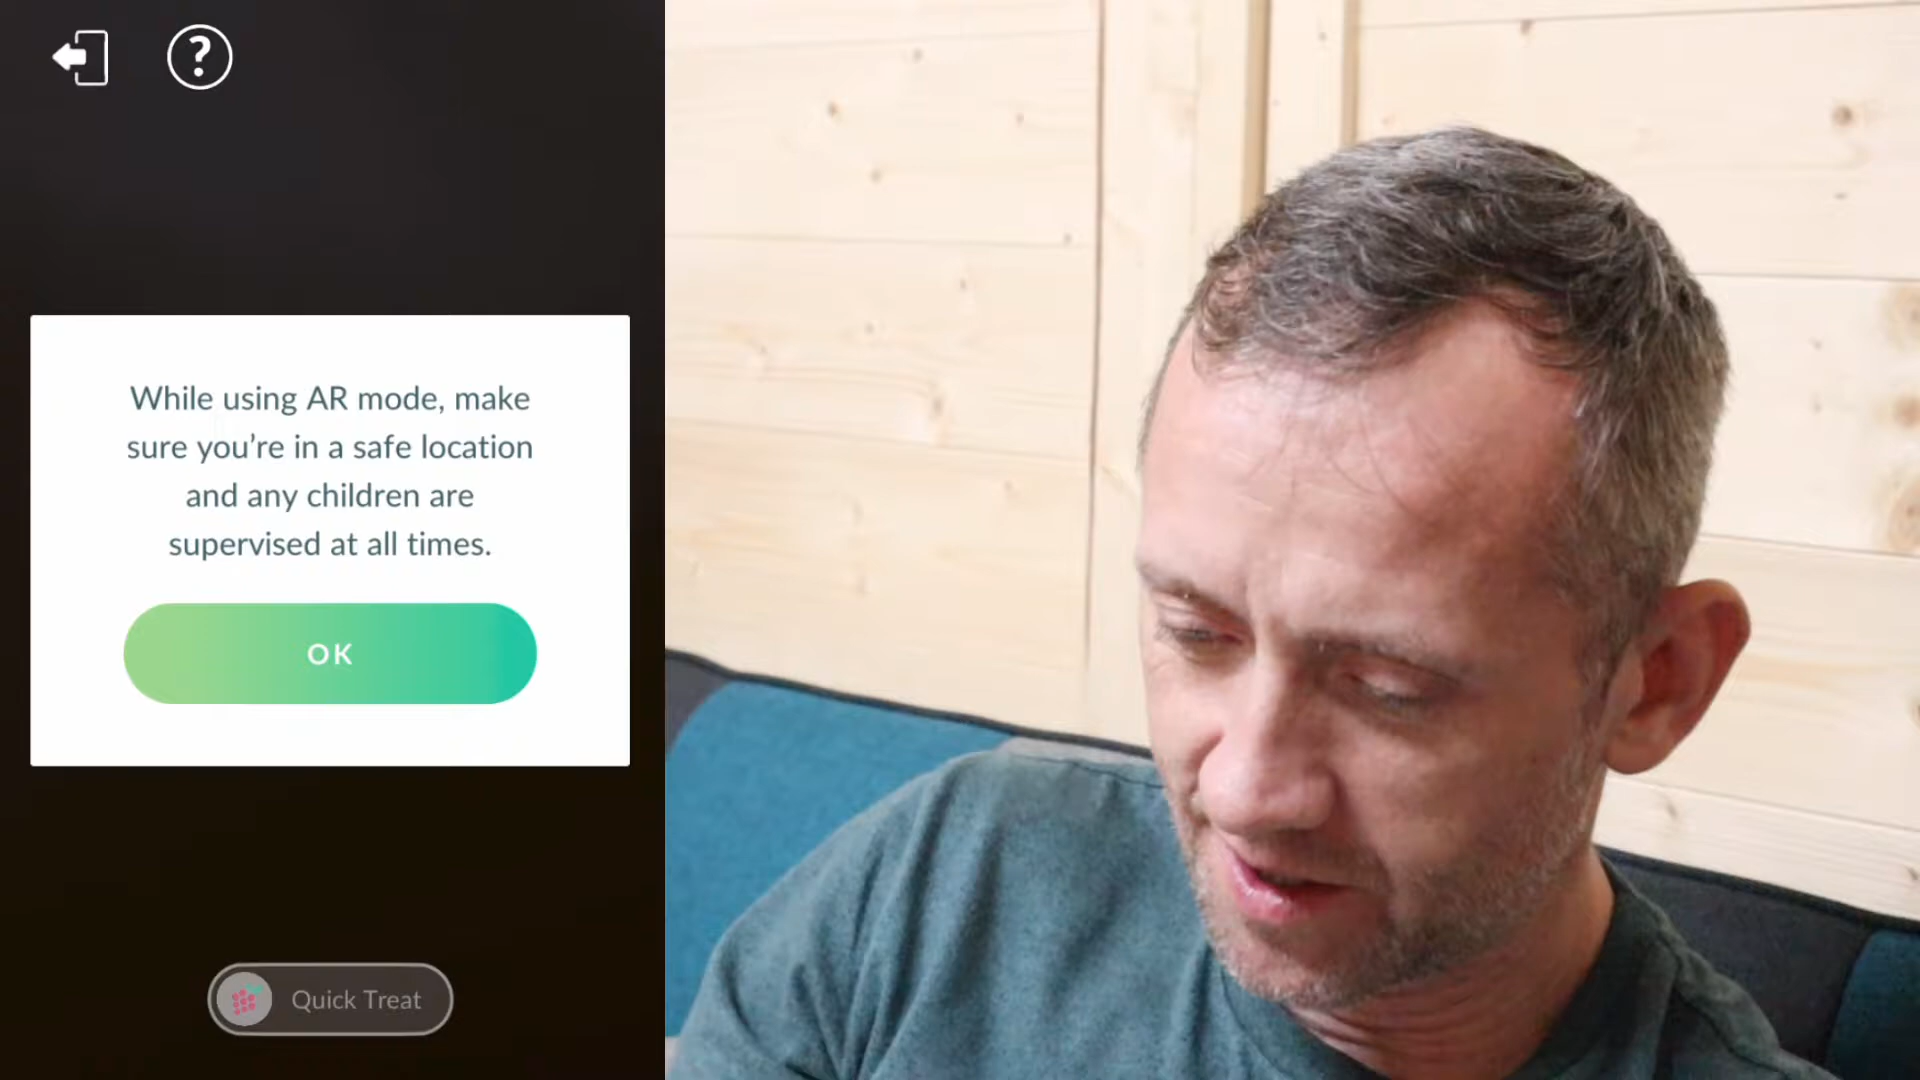 ?
While using AR mode, make
sure you’re in a safe location
and any children are
supervised at all times.
OK
Quick Treat